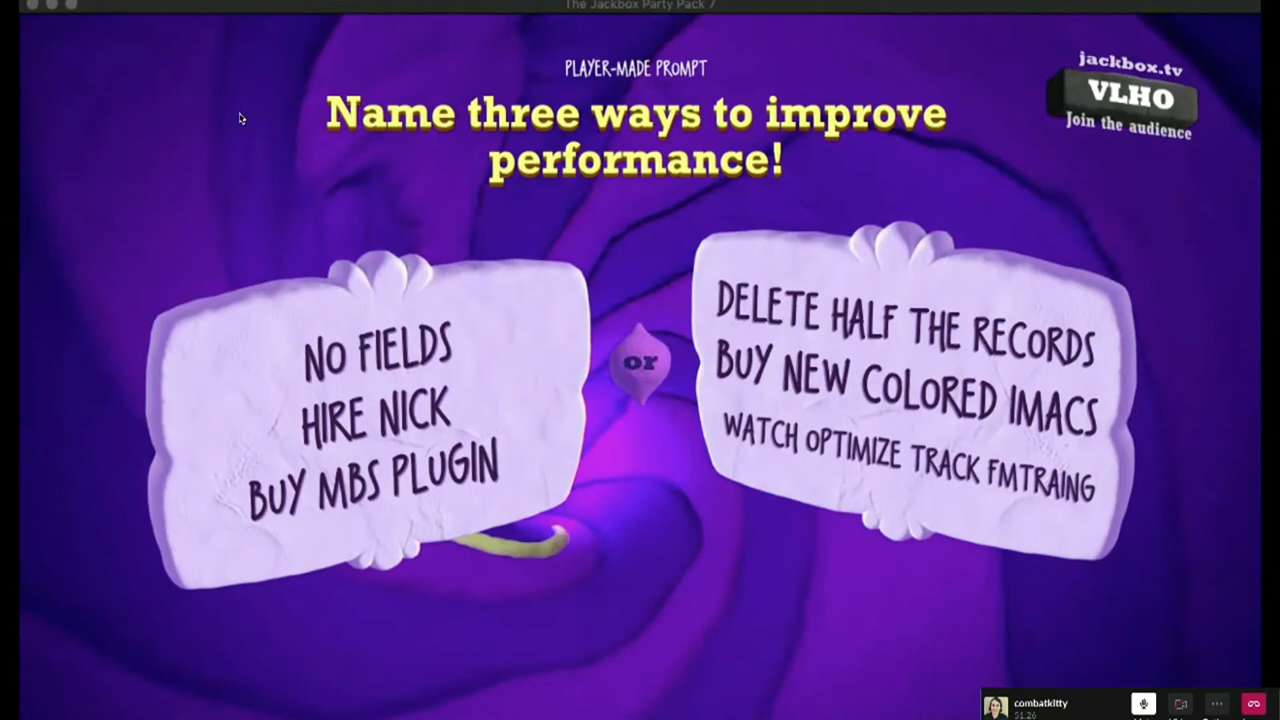 The Jackbox Party Pack 7
PLAYER-MADE PROMPT
Name three ways to improve
performance!
jackbox.tv
VLHO
Join the audience
NO FIELDS
HIRE NICK
BUY MBS PLUGIN
or
DELETE HALF THE RECORDS
BUY NEW COLORED IMACS
WATCH OPTIMIZE TRACK FMTRAING
combatkitty
51:26